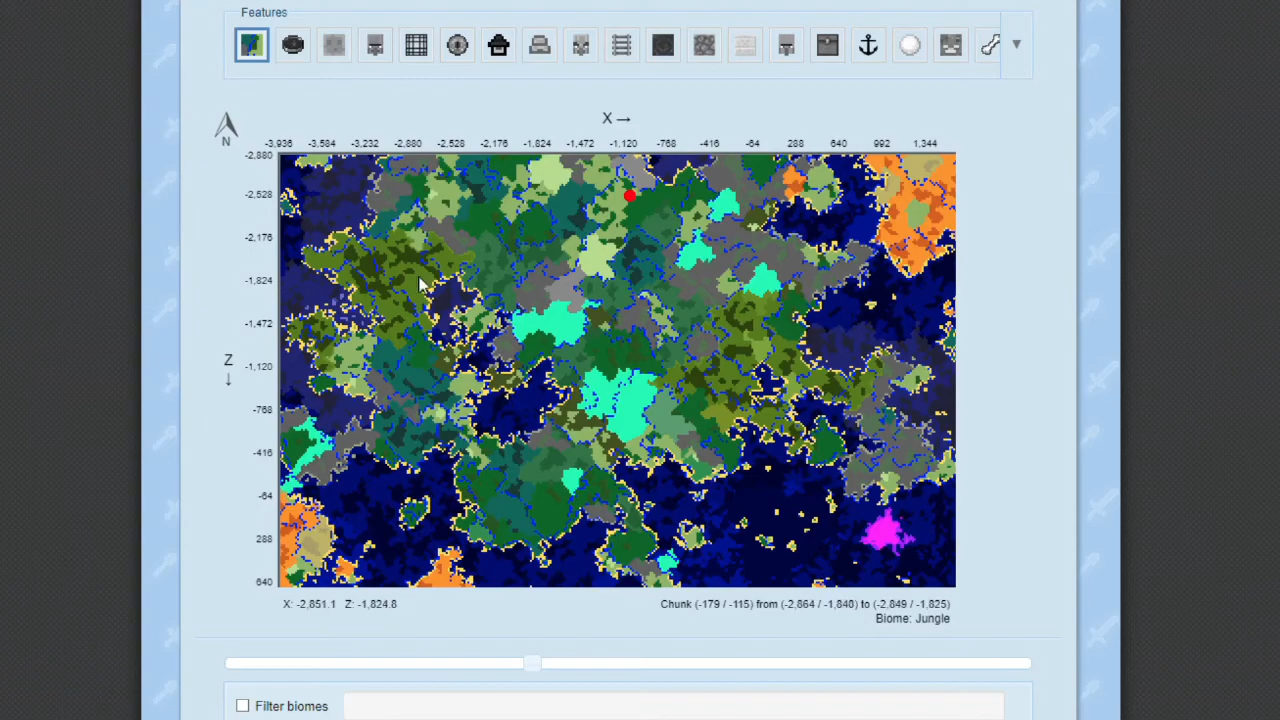 Features
X →
-3,936 -3,584 -3,232 -2,880 -2,528 -2,176 -1,824 -1,472 -1,120 -768 -416 -64 288 640 992 1,344
N
-2,880
-2,528
-2,176
-1,824
-1,472
Z
-1,120
↓
-768
-416
-64
288
640
X: -2,851.1 Z: -1,824.8
Chunk (-179 / -115) from (-2,864 / -1,840) to (-2,849 / -1,825)
Biome: Jungle
Filter biomes